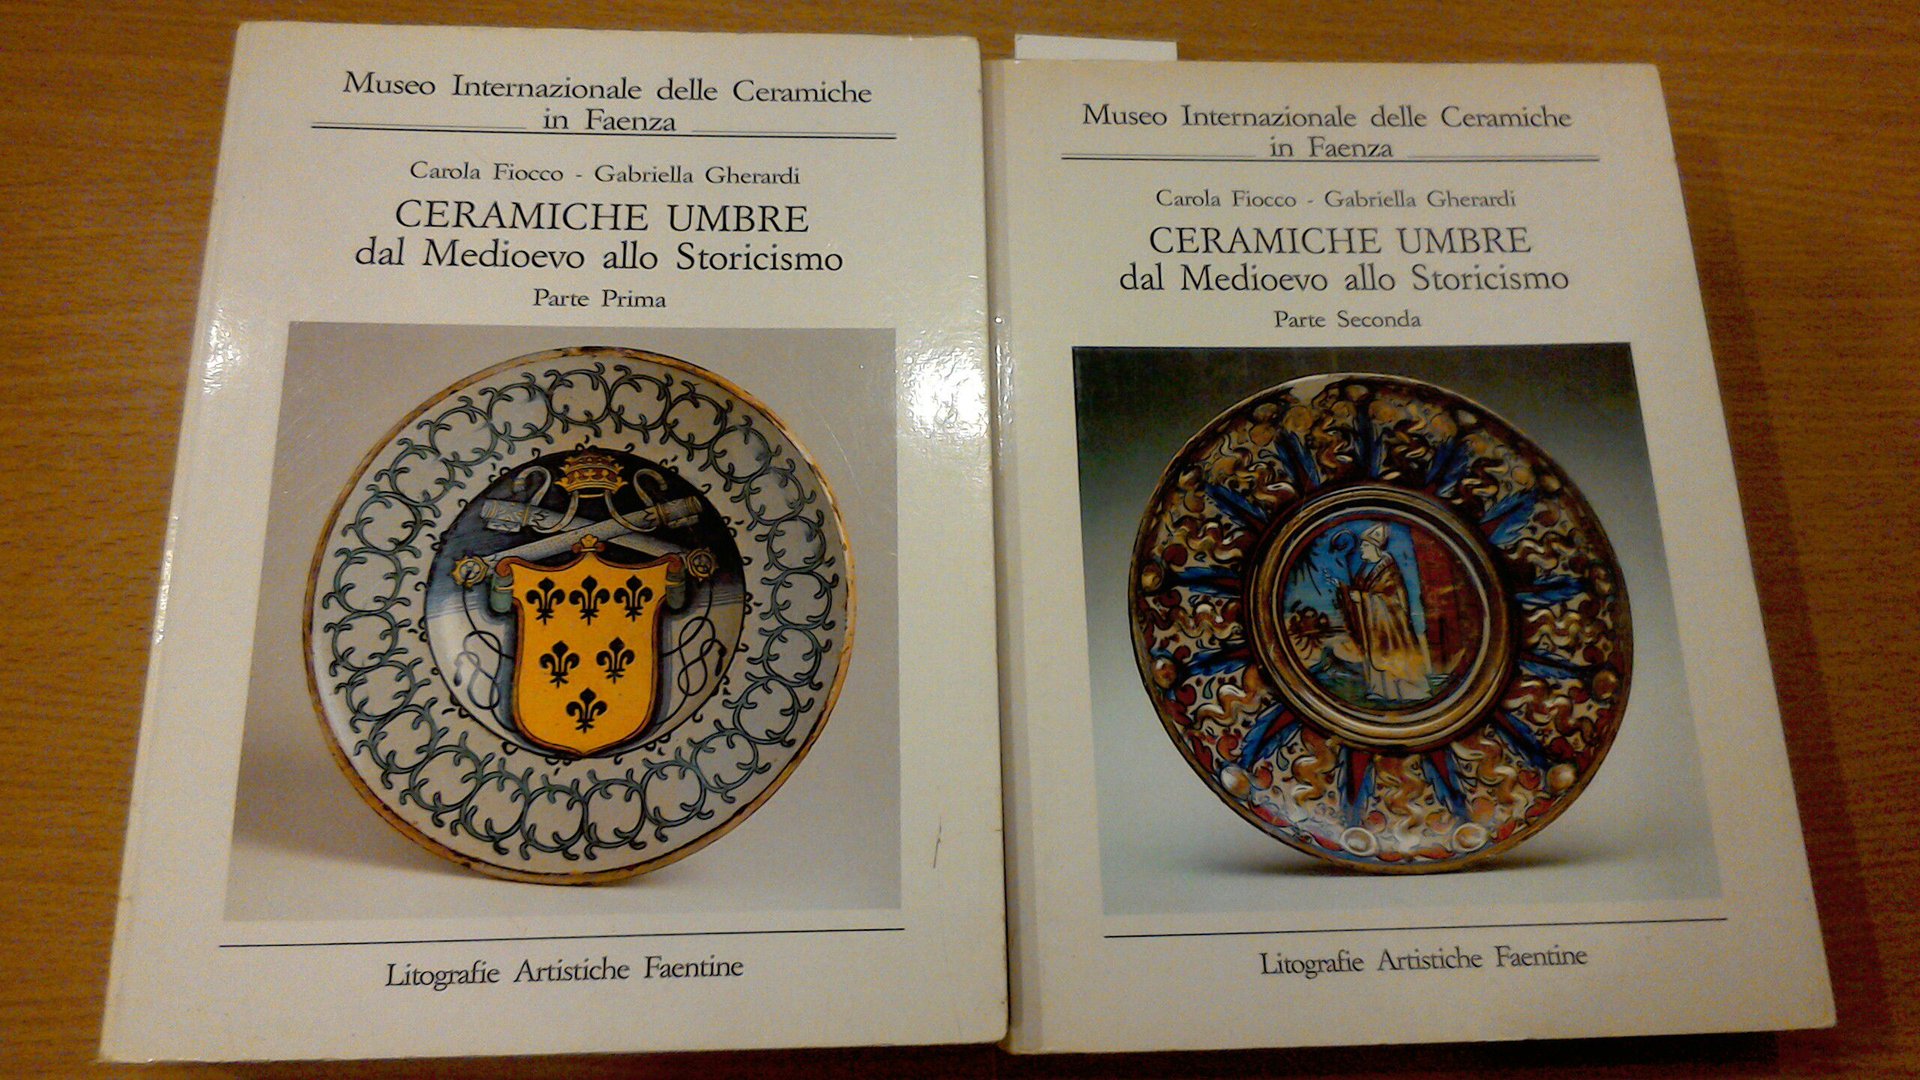 Museo Internazionale delle Ceramiche
in Faenza
Carola Fiocco - Gabriella Gherardi
CERAMICHE UMBRE
dal Medioevo allo Storicismo
Parte Prima
Litografie Artistiche Faentine
Museo Internazionale delle Ceramiche
in Faenza
Carola Fiocco - Gabriella Gherardi
CERAMICHE UMBRE
dal Medioevo allo Storicismo
Parte Seconda
Litografie Artistiche Faentine